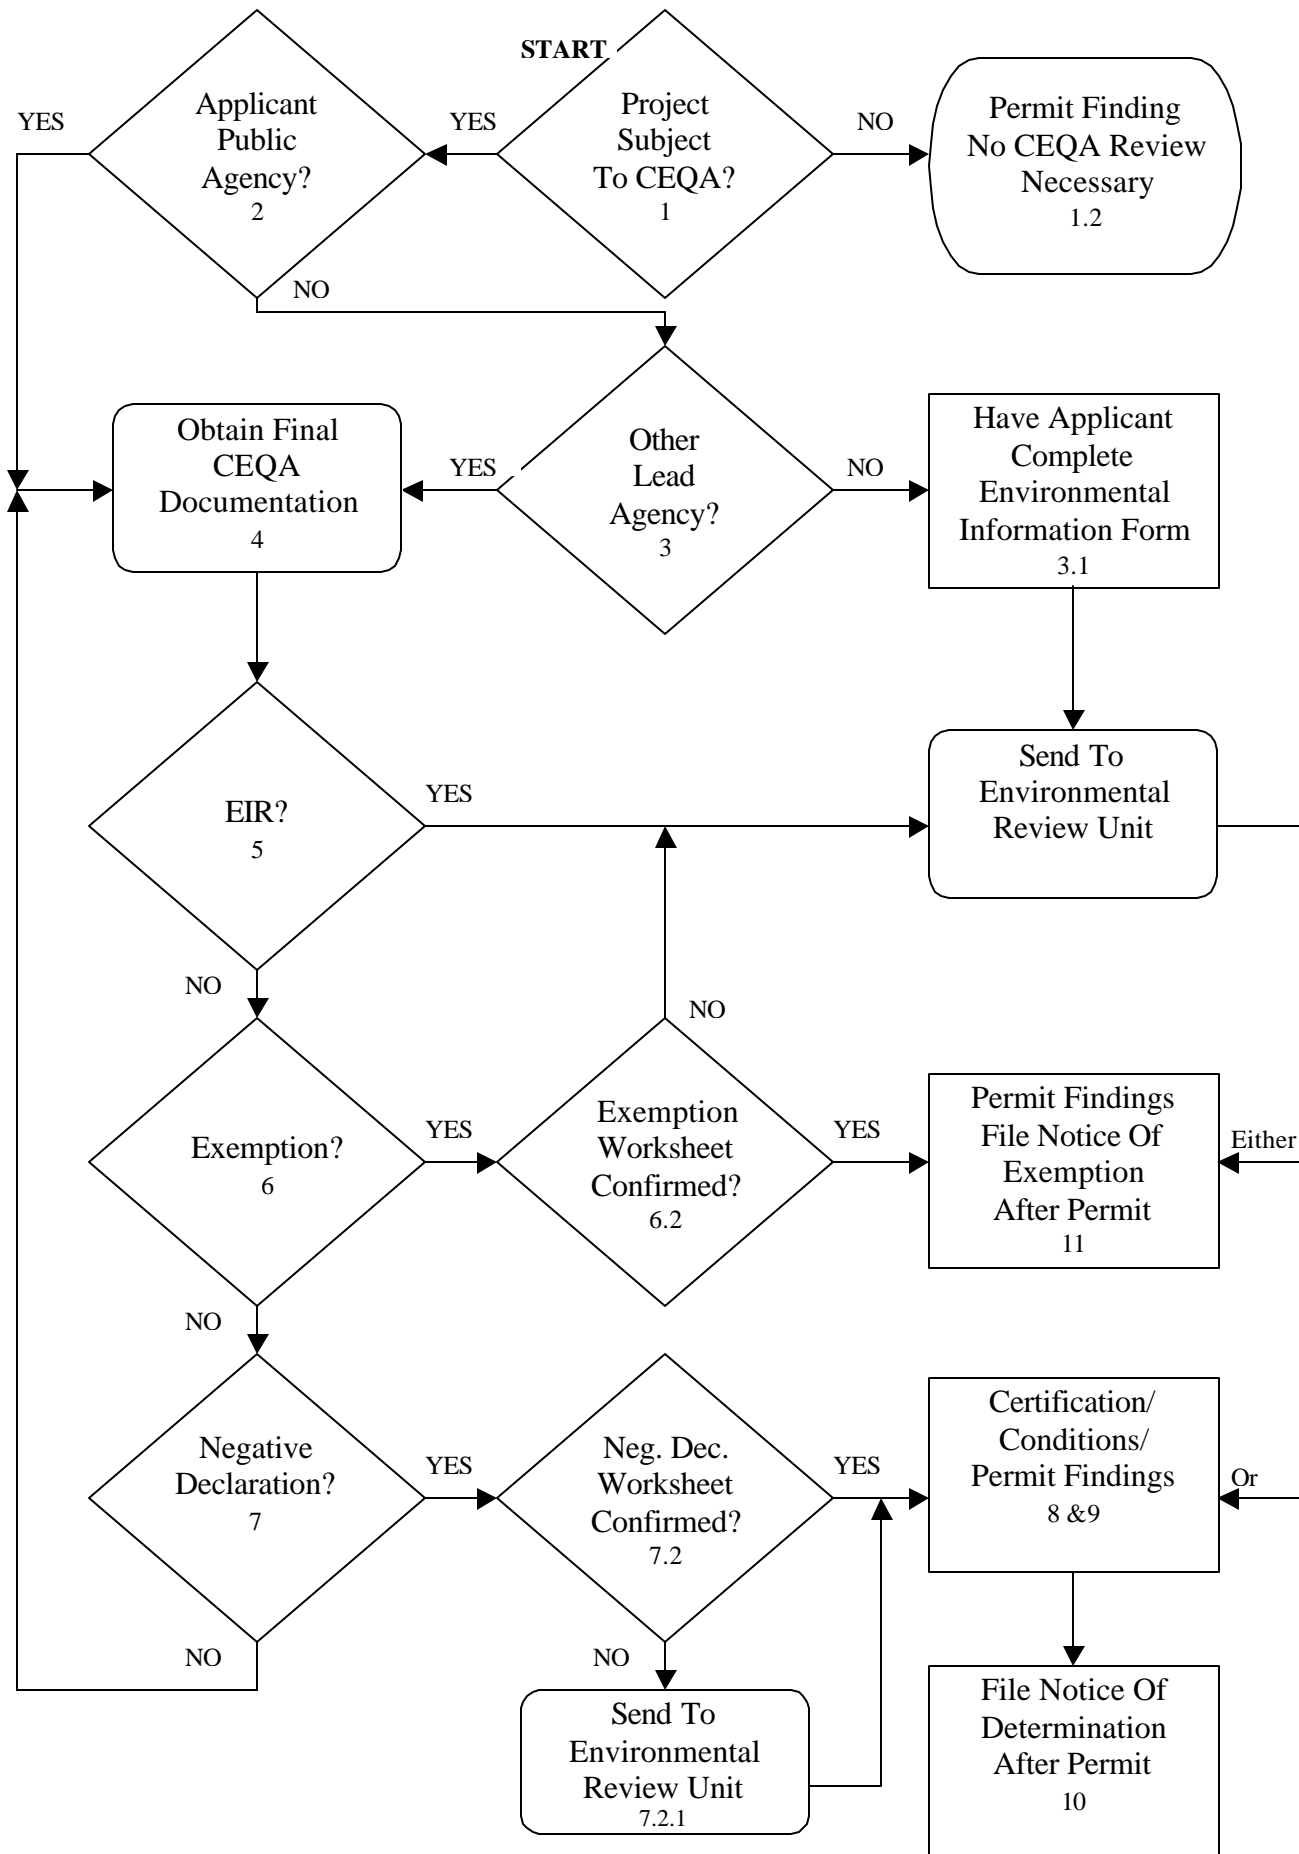 START
YES
Applicant
Public
Agency?
2
YES
Project
Subject
To CEQA?
1
NO
Permit Finding
No CEQA Review
Necessary
1.2
NO
Obtain Final
CEQA
Documentation
4
YES
Other
Lead
Agency?
3
NO
Have Applicant
Complete
Environmental
Information Form
3.1
EIR?
5
YES
Send To
Environmental
Review Unit
NO
NO
Exemption?
6
YES
Exemption
Worksheet
Confirmed?
6.2
YES
Permit Findings
File Notice Of
Exemption
After Permit
11
Either
NO
Negative
Declaration?
7
YES
Neg. Dec.
Worksheet
Confirmed?
7.2
YES
Certification/
Conditions/
Permit Findings
8 &9
Or
NO
NO
Send To
Environmental
Review Unit
7.2.1
File Notice Of
Determination
After Permit
10